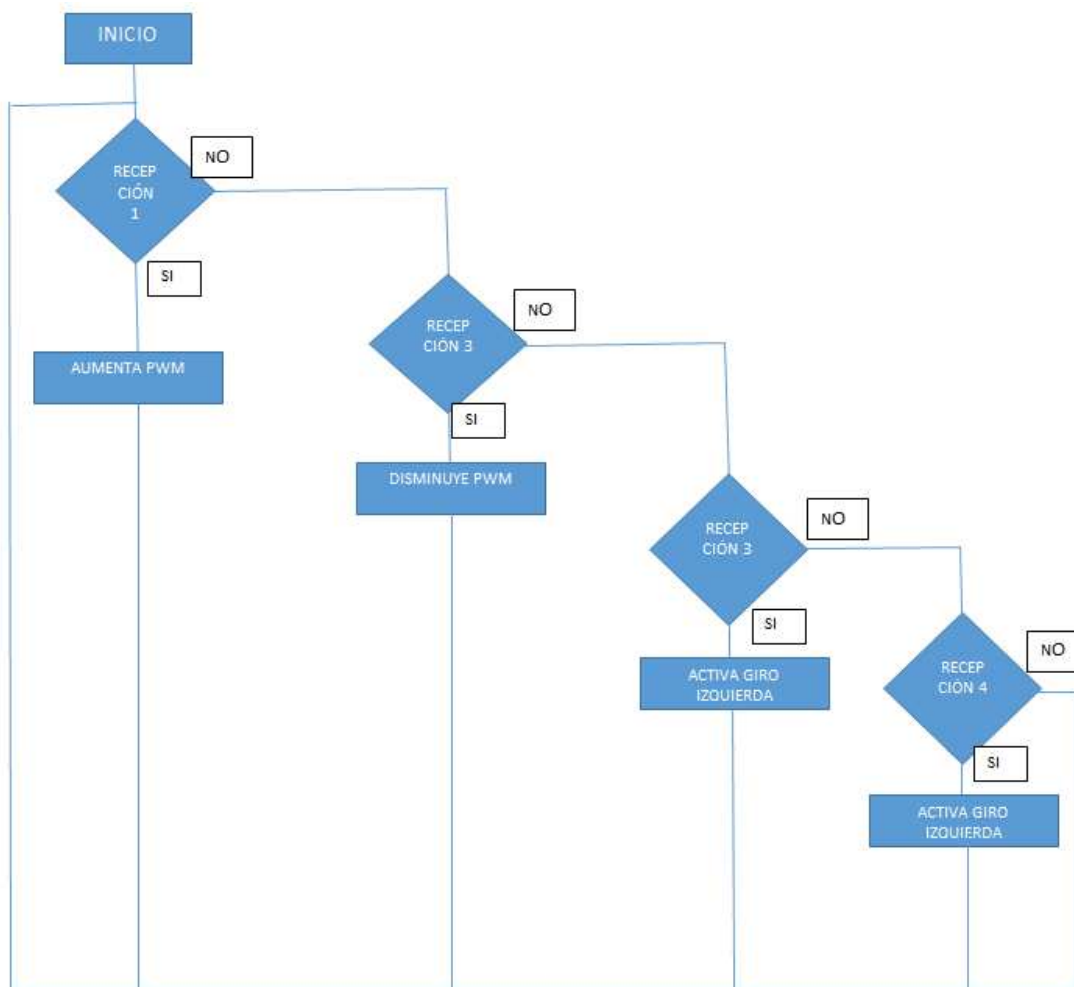 INICIO
RECEP
CIÓN
1
NO
SI
AUMENTA PWM
RECEP
CIÓN 3
NO
SI
DISMINUYE PWM
RECEP
CIÓN 3
NO
SI
ACTIVA GIRO
IZQUIERDA
RECEP
CIÓN 4
NO
SI
ACTIVA GIRO
IZQUIERDA